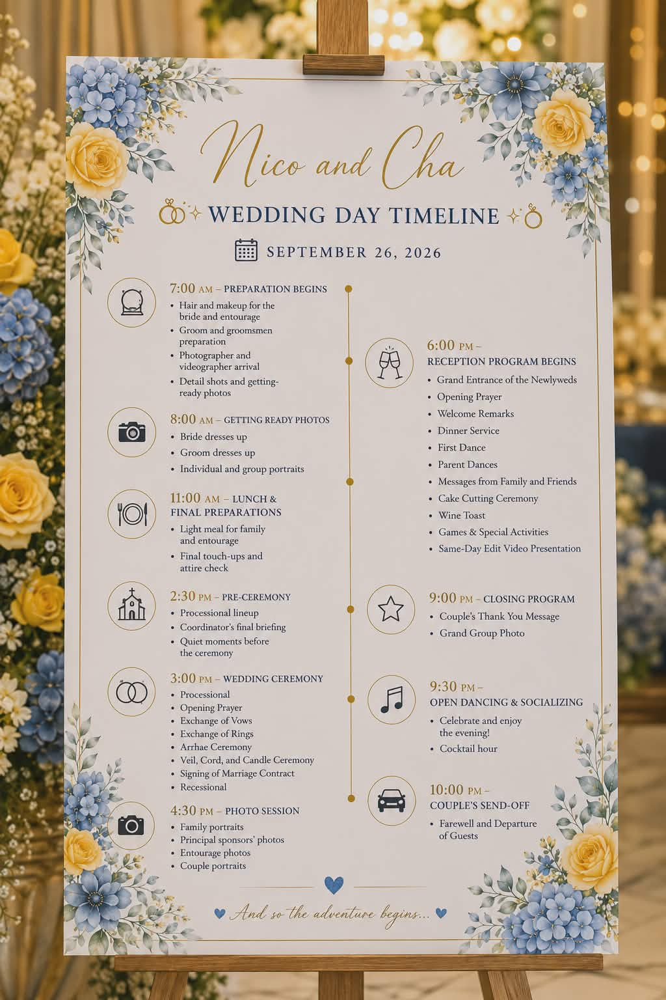 Nico and Cha
WEDDING DAY TIMELINE
SEPTEMBER 26, 2026
7:00 AM – PREPARATION BEGINS
• Hair and makeup for the
bride and entourage
• Groom and groomsmen
preparation
• Photographer and
videographer arrival
• Detail shots and getting-
ready photos
8:00 AM – GETTING READY PHOTOS
• Bride dresses up
• Groom dresses up
• Individual and group portraits
11:00 AM – LUNCH &
FINAL PREPARATIONS
• Light meal for family
and entourage
• Final touch-ups and
attire check
2:30 PM – PRE-CEREMONY
• Processional lineup
• Coordinator's final briefing
• Quiet moments before
the ceremony
3:00 PM – WEDDING CEREMONY
• Processional
• Opening Prayer
• Exchange of Vows
• Exchange of Rings
• Arrhae Ceremony
• Veil, Cord, and Candle Ceremony
• Signing of Marriage Contract
• Recessional
4:30 PM – PHOTO SESSION
• Family portraits
• Principal sponsors' photos
• Entourage photos
• Couple portraits
6:00 PM –
RECEPTION PROGRAM BEGINS
• Grand Entrance of the Newlyweds
• Opening Prayer
• Welcome Remarks
• Dinner Service
• First Dance
• Parent Dances
• Messages from Family and Friends
• Cake Cutting Ceremony
• Wine Toast
• Games & Special Activities
• Same-Day Edit Video Presentation
9:00 PM – CLOSING PROGRAM
• Couple's Thank You Message
• Grand Group Photo
9:30 PM –
OPEN DANCING & SOCIALIZING
• Celebrate and enjoy
the evening!
• Cocktail hour
10:00 PM –
COUPLE'S SEND-OFF
• Farewell and Departure
of Guests
And so the adventure begins...